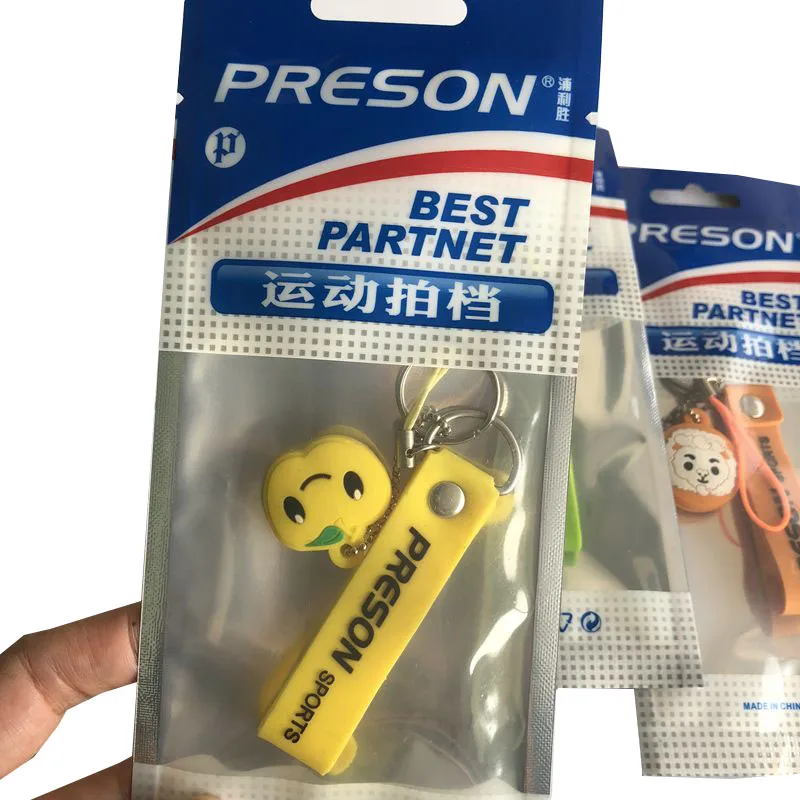 PRESON®
浦利胜
P
BEST
PARTNET
运动拍档
PRESON SPORTS
PRESON
BEST
PARTNET
运动拍档
MADE IN CHIN